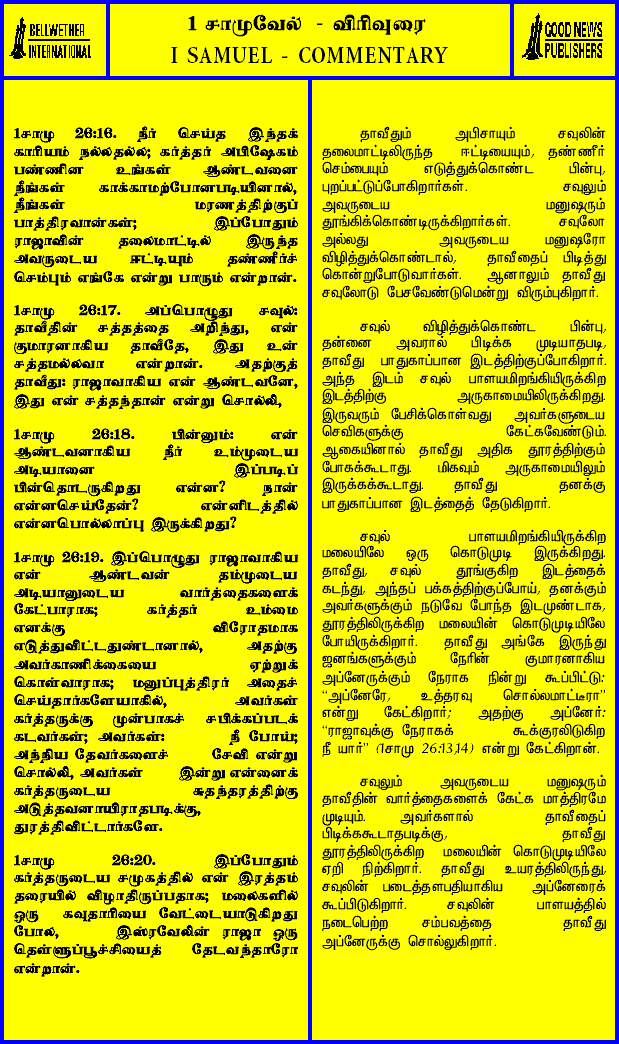 BELLWETHER
INTERNATIONAL
1 சாமுவேல் - விரிவுரை
I SAMUEL - COMMENTARY
GOOD NEWS
PUBLISHERS
1சாமு 26:16. நீர் செய்த இந்தக்
காரியம் நல்லதல்ல; கர்த்தர் அபிஷேகம்
பண்ணின உங்கள் ஆண்டவனை
நீங்கள் காக்காமற்போனபடியினால்,
நீங்கள் மரணத்திற்குப்
பாத்திரவான்கள்; இப்போதும்
ராஜாவின் தலைமாட்டில் இருந்த
அவருடைய ஈட்டியும் தண்ணீர்ச்
செம்பும் எங்கே என்று பாரும் என்றான்.
1சாமு 26:17. அப்பொழுது சவுல்:
தாவீதின் சத்தத்தை அறிந்து, என்
குமாரனாகிய தாவீதே, இது உன்
சத்தமல்லவா என்றான். அதற்குத்
தாவீது: ராஜாவாகிய என் ஆண்டவனே,
இது என் சத்தந்தான் என்று சொல்லி,
1சாமு 26:18. பின்னும்: என்
ஆண்டவனாகிய நீர் உம்முடைய
அடியானை இப்படிப்
பின்தொடருகிறது என்ன? நான்
என்னசெய்தேன்? என்னிடத்தில்
என்னபொல்லாப்பு இருக்கிறது?
1சாமு 26:19. இப்பொழுது ராஜாவாகிய
என் ஆண்டவன் தம்முடைய
அடியானுடைய வார்த்தைகளைக்
கேட்பாராக; கர்த்தர் உம்மை
எனக்கு விரோதமாக
எடுத்துவிட்டதுண்டானால், அதற்கு
அவர்காணிக்கையை ஏற்றுக்
கொள்வாராக; மனுப்புத்திரர் அதைச்
செய்தார்களேயாகில், அவர்கள்
கர்த்தருக்கு முன்பாகச் சபிக்கப்படக்
கடவர்கள்; அவர்கள்: நீ போய்;
அந்நிய தேவர்களைச் சேவி என்று
சொல்லி, அவர்கள் இன்று என்னைக்
கர்த்தருடைய சுதந்தரத்திற்கு
அடுத்தவனாயிராதபடிக்கு,
துரத்திவிட்டார்களே.
1சாமு 26:20. இப்போதும்
கர்த்தருடைய சமுகத்தில் என் இரத்தம்
தரையில் விழாதிருப்பதாக; மலைகளில்
ஒரு கவுதாரியை வேட்டையாடுகிறது
போல, இஸ்ரவேலின் ராஜா ஒரு
தெள்ளுப்பூச்சியைத் தேடவந்தாரோ
என்றான்.
தாவீதும் அபிசாயும் சவுலின்
தலைமாட்டிலிருந்த ஈட்டியையும், தண்ணீர்
செம்பையும் எடுத்துக்கொண்ட பின்பு,
புறப்பட்டுப்போகிறார்கள். சவுலும்
அவருடைய மனுஷரும்
தூங்கிக்கொண்டிருக்கிறார்கள். சவுலோ
அல்லது அவருடைய மனுஷரோ
விழித்துக்கொண்டால், தாவீதைப் பிடித்து
கொன்றுபோடுவார்கள். ஆனாலும் தாவீது
சவுலோடு பேசவேண்டுமென்று விரும்புகிறார்.
சவுல் விழித்துக்கொண்ட பின்பு,
தன்னை அவரால் பிடிக்க முடியாதபடி,
தாவீது பாதுகாப்பான இடத்திற்குப்போகிறார்.
அந்த இடம் சவுல் பாளயமிறங்கியிருக்கிற
இடத்திற்கு அருகாமையிலிருக்கிறது.
இருவரும் பேசிக்கொள்வது அவர்களுடைய
செவிகளுக்கு கேட்கவேண்டும்.
ஆகையினால் தாவீது அதிக தூரத்திற்கும்
போகக்கூடாது. மிகவும் அருகாமையிலும்
இருக்கக்கூடாது. தாவீது தனக்கு
பாதுகாப்பான இடத்தைத் தேடுகிறார்.
சவுல் பாளயமிறங்கியிருக்கிற
மலையிலே ஒரு கொடுமுடி இருக்கிறது.
தாவீது, சவுல் தூங்குகிற இடத்தைக்
கடந்து, அந்தப் பக்கத்திற்குப்போய், தனக்கும்
அவர்களுக்கும் நடுவே போந்த இடமுண்டாக,
தூரத்திலிருக்கிற மலையின் கொடுமுடியிலே
போயிருக்கிறார். தாவீது அங்கே இருந்து
ஜனங்களுக்கும் நேரின் குமாரனாகிய
அப்னேருக்கும் நேராக நின்று கூப்பிட்டு:
“அப்னேரே, உத்தரவு சொல்லமாட்டீரா”
என்று கேட்கிறார்; அதற்கு அப்னேர்:
“ராஜாவுக்கு நேராகக் கூக்குரலிடுகிற
நீ யார்” (1சாமு 26:13,14) என்று கேட்கிறான்.
சவுலும் அவருடைய மனுஷரும்
தாவீதின் வார்த்தைகளைக் கேட்க மாத்திரமே
முடியும். அவர்களால் தாவீதைப்
பிடிக்ககூடாதபடிக்கு, தாவீது
தூரத்திலிருக்கிற மலையின் கொடுமுடியிலே
ஏறி நிற்கிறார். தாவீது உயரத்திலிருந்து,
சவுலின் படைத்தளபதியாகிய அப்னேரைக்
கூப்பிடுகிறார். சவுலின் பாளயத்தில்
நடைபெற்ற சம்பவத்தை தாவீது
அப்னேருக்கு சொல்லுகிறார்.